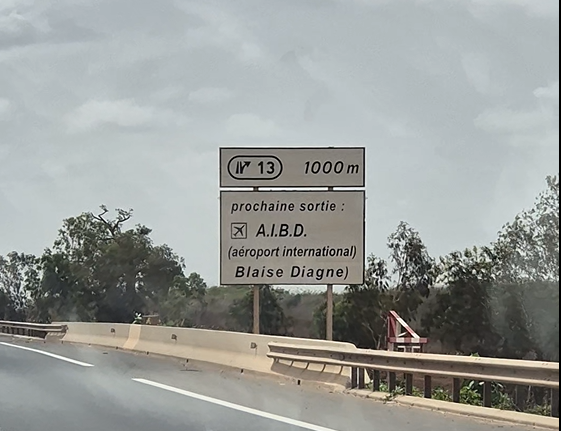 13 1000 m
prochaine sortie :
A.I.B.D.
(aéroport international)
Blaise Diagne)